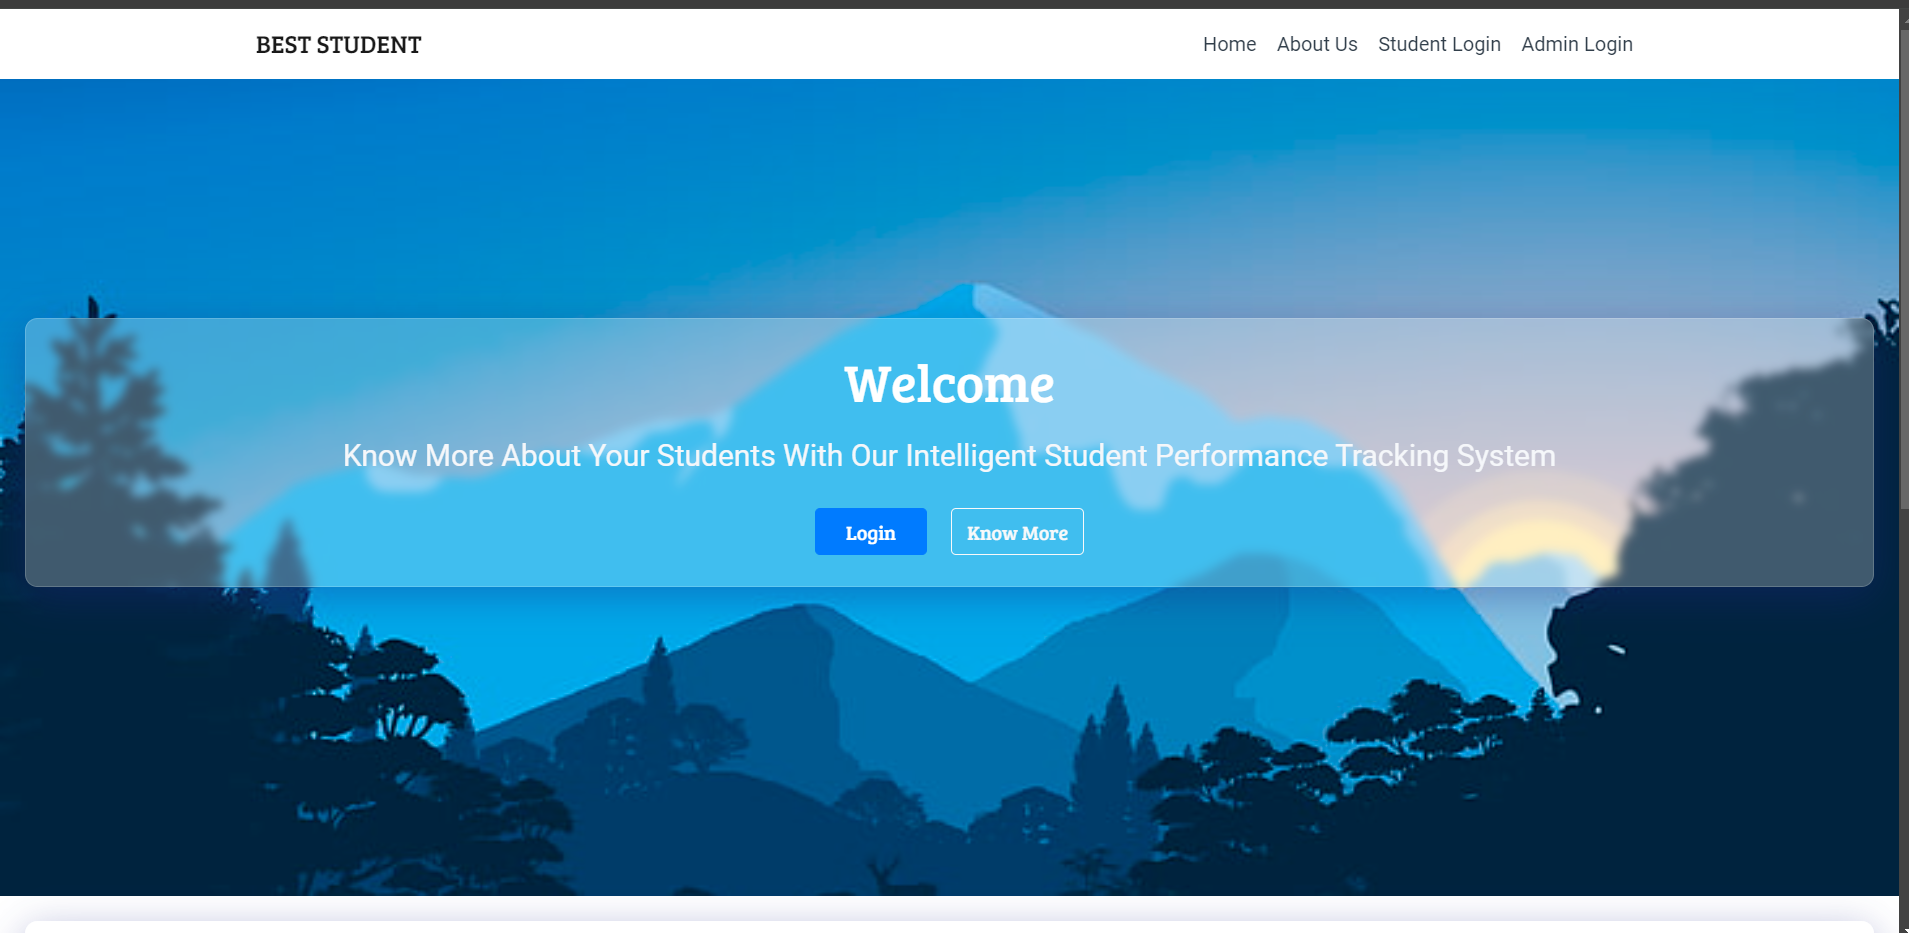 BEST STUDENT
Home About Us Student Login Admin Login
Welcome
Know More About Your Students With Our Intelligent Student Performance Tracking System
Login Know More